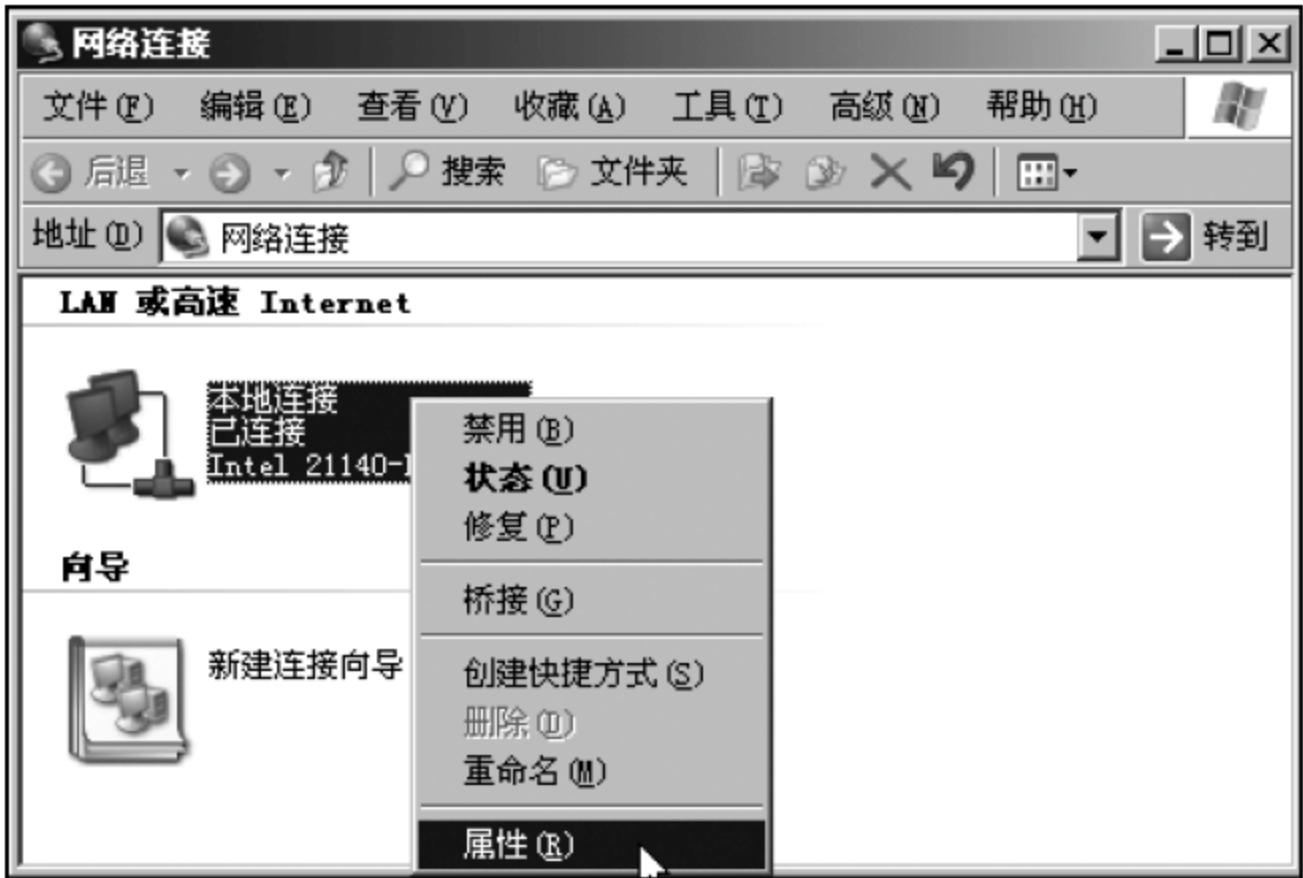 网络连接
文件(F) 编辑(E) 查看(V) 收藏(A) 工具(T) 高级(N) 帮助(H)
后退 搜索 文件夹
地址(D) 网络连接 转到
LAN 或高速 Internet
本地连接
已连接
Intel 21140-
禁用(B)
状态(U)
修复(P)
桥接(G)
创建快捷方式(S)
删除(D)
重命名(M)
属性(R)
向导
新建连接向导